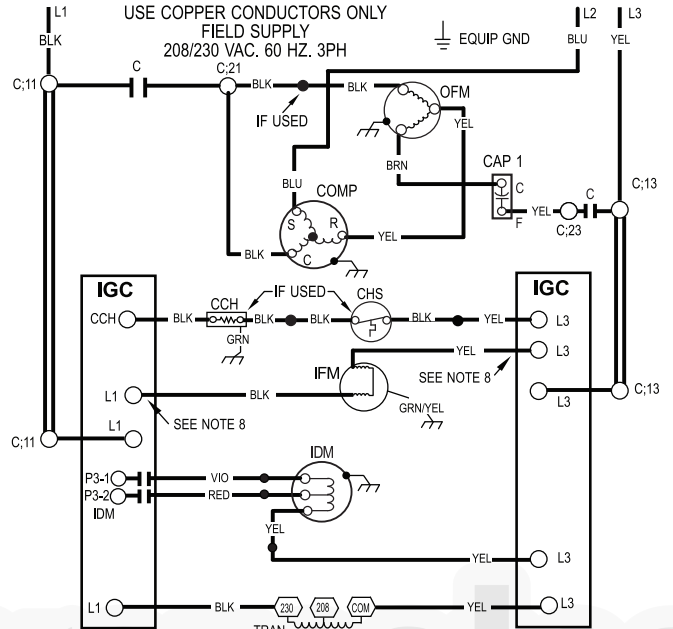 USE COPPER CONDUCTORS ONLY
FIELD SUPPLY
208/230 VAC. 60 HZ. 3PH
L1
BLK
L2
BLU
L3
YEL
EQUIP GND
C;11
C
C;21
BLK
IF USED
BLK
OFM
YEL
BRN
CAP 1
C
F
YEL
C;23
C
C;13
BLU
COMP
S
R
C
YEL
BLK
IGC
IGC
CCH
BLK
CCH
GRN
BLK
IF USED
BLK
CHS
BLK
YEL
L3
YEL
L3
SEE NOTE 8
IFM
GRN/YEL
L1
BLK
SEE NOTE 8
L3
C;13
C;11
L1
P3-1
VIO
P3-2
RED
IDM
IDM
YEL
YEL
L3
L1
BLK
230
208
COM
YEL
L3
TRAN